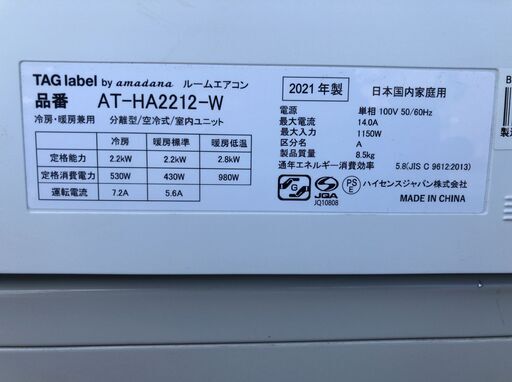 TAG label by amadana ルームエアコン
品番 AT-HA2212-W
冷房・暖房兼用 分離型/空冷式/室内ユニット
冷房 暖房標準 暖房低温
定格能力 2.2kW 2.2kW 2.8kW
定格消費電力 530W 430W 980W
運転電流 7.2A 5.6A
2021年製 日本国内家庭用
電源 単相 100V 50/60Hz
最大電流 14.0A
最大入力 1150W
区分名 A
製品質量 8.5kg
通年エネルギー消費効率 5.8(JIS C 9612:2013)
JQA
JQ10808
PS
E
ハイセンスジャパン株式会社
MADE IN CHINA